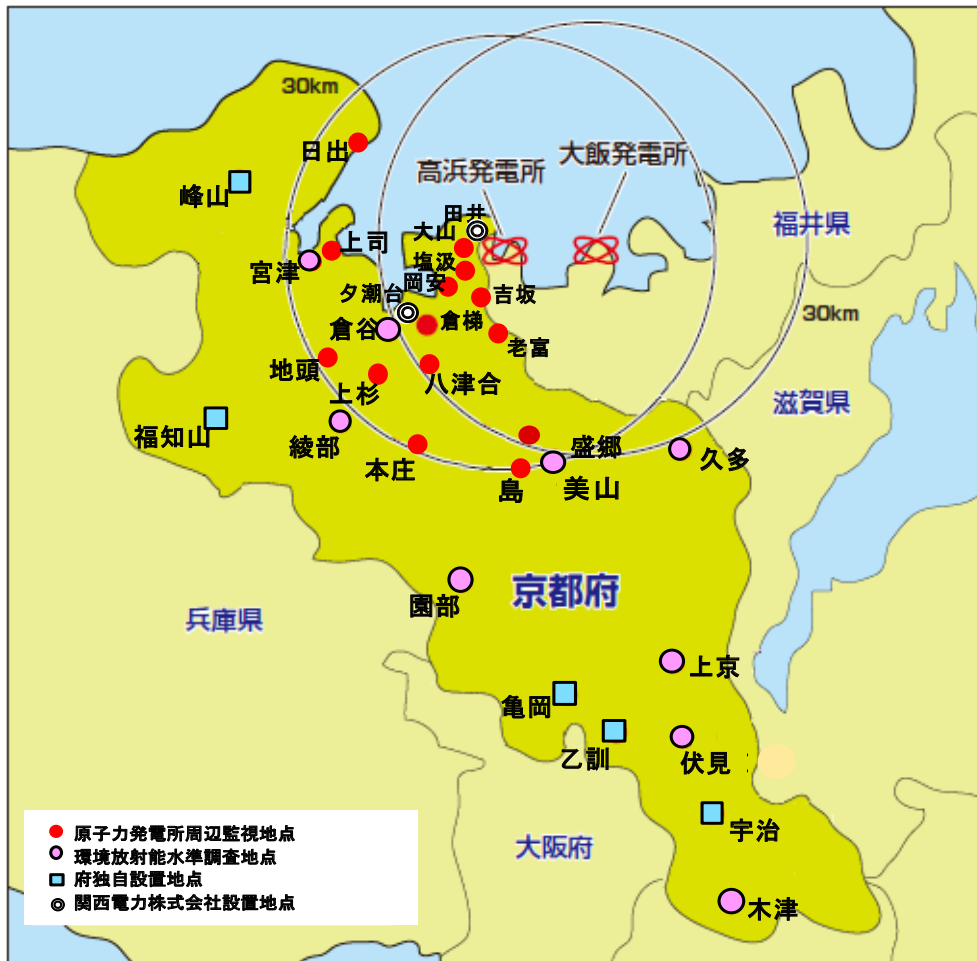 30km
日出
高浜発電所
大飯発電所
峰山
田井
大山
上司
福井県
宮津
塩汲
岡安
夕潮台
吉坂
倉梯
倉谷
30km
老富
地頭
上杉
八津合
滋賀県
福知山
綾部
本庄
盛郷
久多
島
美山
園部
京都府
兵庫県
上京
亀岡
乙訓
伏見
宇治
大阪府
木津
原子力発電所周辺監視地点
環境放射能水準調査地点
府独自設置地点
関西電力株式会社設置地点